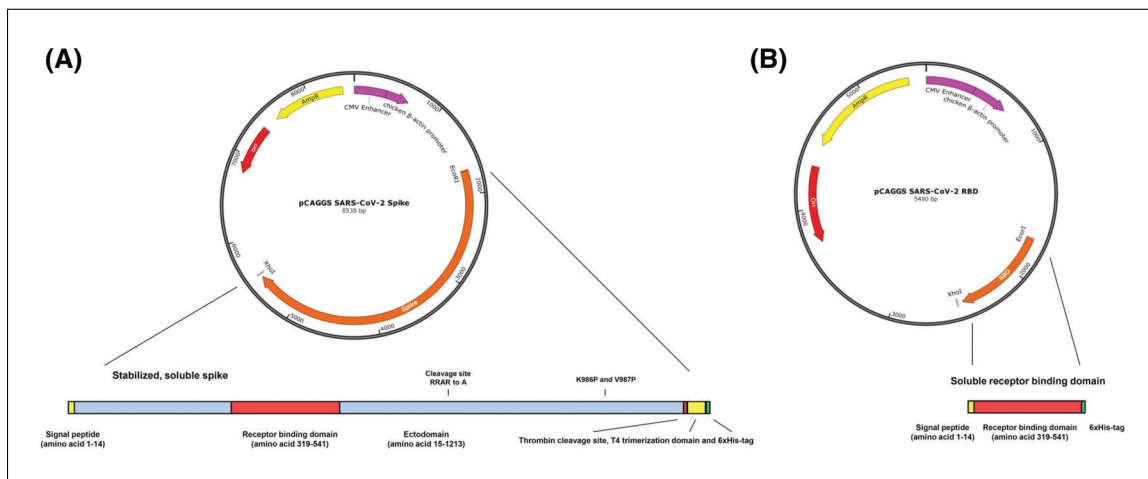 (A)
8000
AmpR
CMV Enhancer
chicken β-actin promoter
1000
7000
ori
EcoRI
2000
pCAGGS SARS-CoV-2 Spike
8538 bp
6000
XhoI
3000
Spike
5000
4000
Stabilized, soluble spike
Cleavage site
RRAR to A
K986P and V987P
Signal peptide
(amino acid 1-14)
Receptor binding domain
(amino acid 319-541)
Ectodomain
(amino acid 15-1213)
Thrombin cleavage site, T4 trimerization domain and 6xHis-tag
(B)
5000
AmpR
CMV Enhancer
chicken β-actin promoter
1000
pCAGGS SARS-CoV-2 RBD
5490 bp
Ori
4000
EcorI
2000
RBD
XhoI
3000
Soluble receptor binding domain
Signal peptide
(amino acid 1-14)
Receptor binding domain
(amino acid 319-541)
6xHis-tag